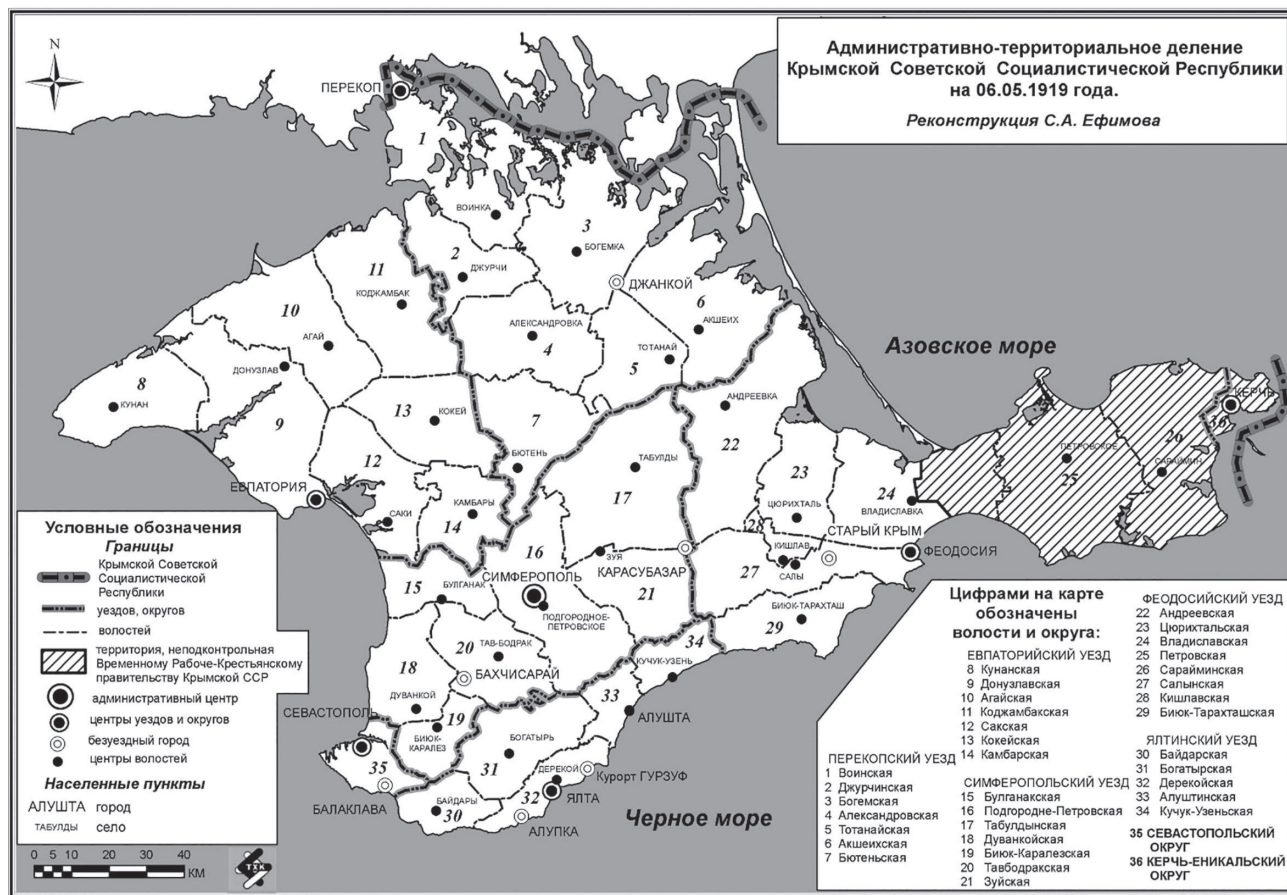 Административно-территориальное деление
Крымской Советской Социалистической Республики
на 06.05.1919 года.
Реконструкция С.А. Ефимова
N
ПЕРЕКОП
1
ВОИНКА
2
ДЖУРЧИ
3
БОГЕМКА
ДЖАНКОЙ
11
КОДЖАМБАК
10
АГАЙ
ДОНУЗЛАВ
АЛЕКСАНДРОВКА
4
6
АКШЕИХ
ТОТАНАЙ
5
Азовское море
8
КУНАН
9
13
КОКЕЙ
7
БЮТЕНЬ
АНДРЕЕВКА
22
ТАБУЛДЫ
17
12
ЕВПАТОРИЯ
САКИ
КАМБАРЫ
14
23
ЦЮРИХТАЛЬ
24
ВЛАДИСЛАВКА
ПЕТРОВСКОЕ
25
26
САРАЙМИН
КЕРЧЬ
36
28
СТАРЫЙ КРЫМ
ФЕОДОСИЯ
КИШЛАВ
САЛЫ
27
16
ЗУЯ
СИМФЕРОПОЛЬ
КАРАСУБАЗАР
21
ПОДГОРОДНОЕ-
ПЕТРОВСКОЕ
15
БУЛГАНАК
БИЮК-ТАРАХТАШ
29
34
КУЧУК-УЗЕНЬ
20
ТАВ-БОДРАК
БАХЧИСАРАЙ
18
ДУВАНКОЙ
СЕВАСТОПОЛЬ
19
БИЮК-
КАРАЛЕЗ
33
АЛУШТА
БОГАТЫРЬ
31
ДЕРЕКОЙ
Курорт ГУРЗУФ
35
БАЛАКЛАВА
БАЙДАРЫ
30
32
ЯЛТА
АЛУПКА
Черное море
Условные обозначения
Границы
Крымской Советской
Социалистической
Республики
уездов, округов
волостей
территория, неподконтрольная
Временному Рабоче-Крестьянскому
правительству Крымской ССР
административный центр
центры уездов и округов
безуездный город
центры волостей
Населенные пункты
АЛУШТА город
ТАБУЛДЫ село
0 5 10 20 30 40
КМ
ТХК
Цифрами на карте
обозначены
волости и округа:
ПЕРЕКОПСКИЙ УЕЗД
1 Воинская
2 Джурчинская
3 Богемская
4 Александровская
5 Тотанайская
6 Акшеихская
7 Бютеньская
ЕВПАТОРИЙСКИЙ УЕЗД
8 Кунанская
9 Донузлавская
10 Агайская
11 Коджамбакская
12 Сакская
13 Кокейская
14 Камбарская
СИМФЕРОПОЛЬСКИЙ УЕЗД
15 Булганакская
16 Подгородне-Петровская
17 Табулдынская
18 Дуванкойская
19 Биюк-Каралезская
20 Тавбодракская
21 Зуйская
ФЕОДОСИЙСКИЙ УЕЗД
22 Андреевская
23 Цюрихтальская
24 Владиславская
25 Петровская
26 Сарайминская
27 Салынская
28 Кишлавская
29 Биюк-Тарахташская
ЯЛТИНСКИЙ УЕЗД
30 Байдарская
31 Богатырская
32 Дерекойская
33 Алуштинская
34 Кучук-Узеньская
35 СЕВАСТОПОЛЬСКИЙ
ОКРУГ
36 КЕРЧЬ-ЕНИКАЛЬСКИЙ
ОКРУГ